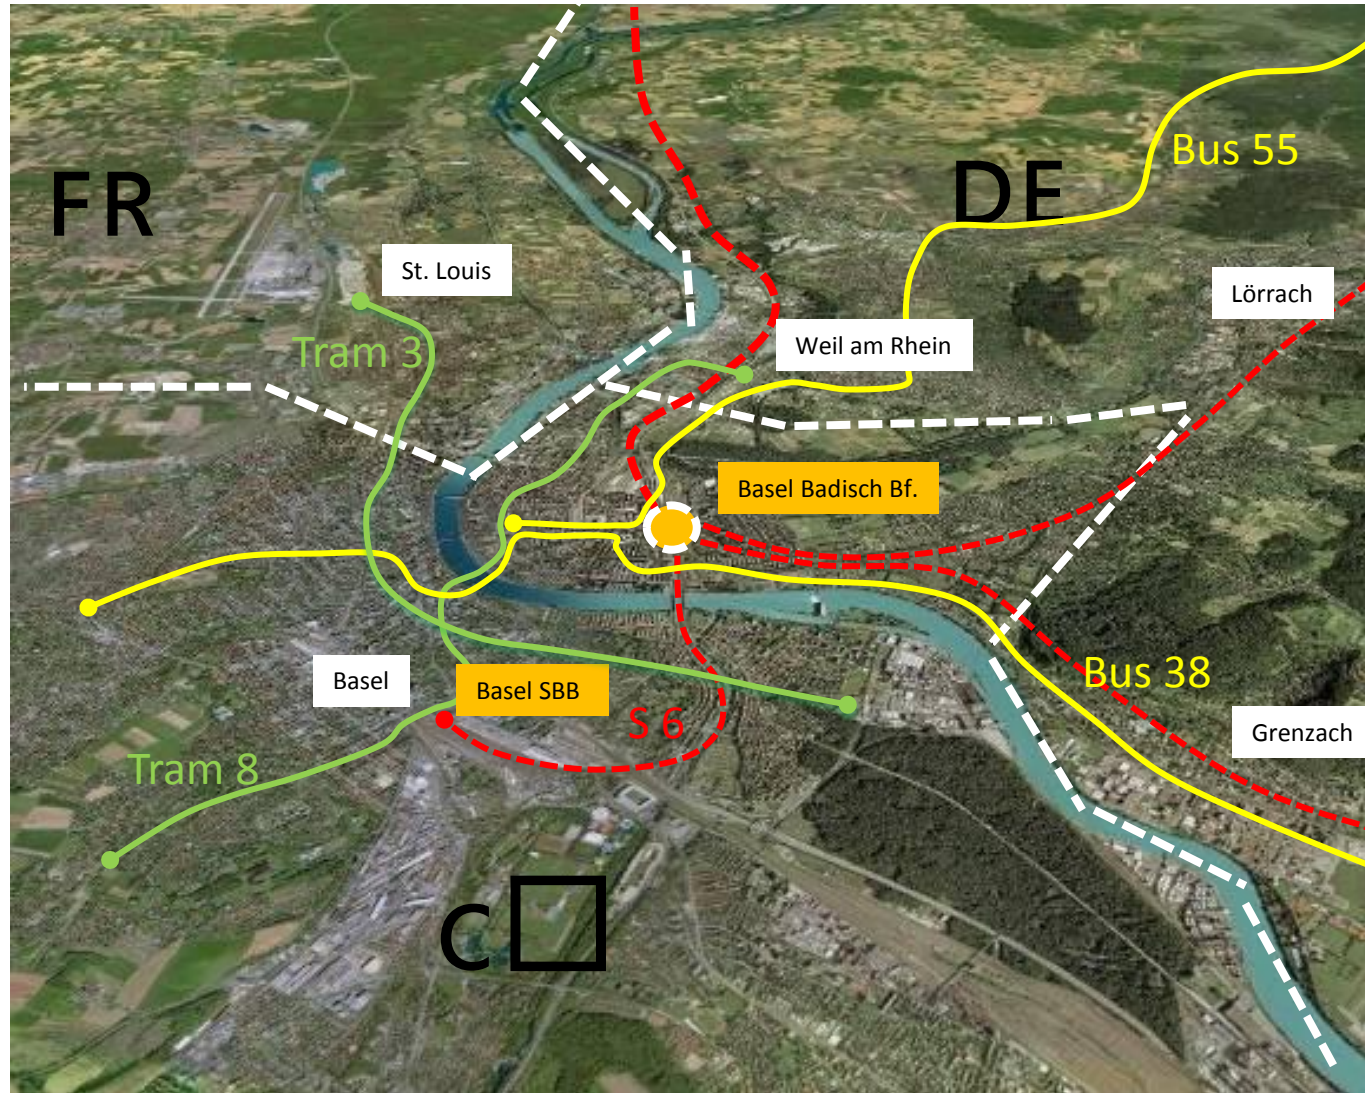 Bus 55
FR
DE
St. Louis
Lörrach
Tram 3
Weil am Rhein
Basel Badisch Bf.
Bus 38
Basel
Basel SBB
S 6
Grenzach
Tram 8
C